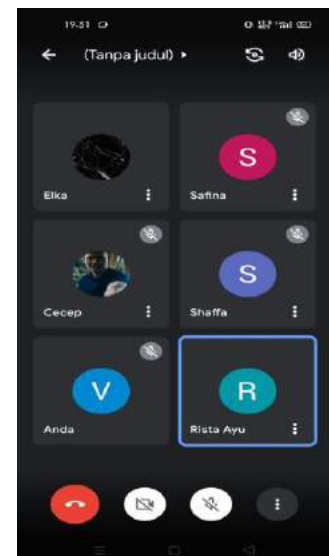 19.31
(Tanpa judul)
S
Elka
Safina
S
Cecep
Shaffa
V
R
Anda
Rista Ayu